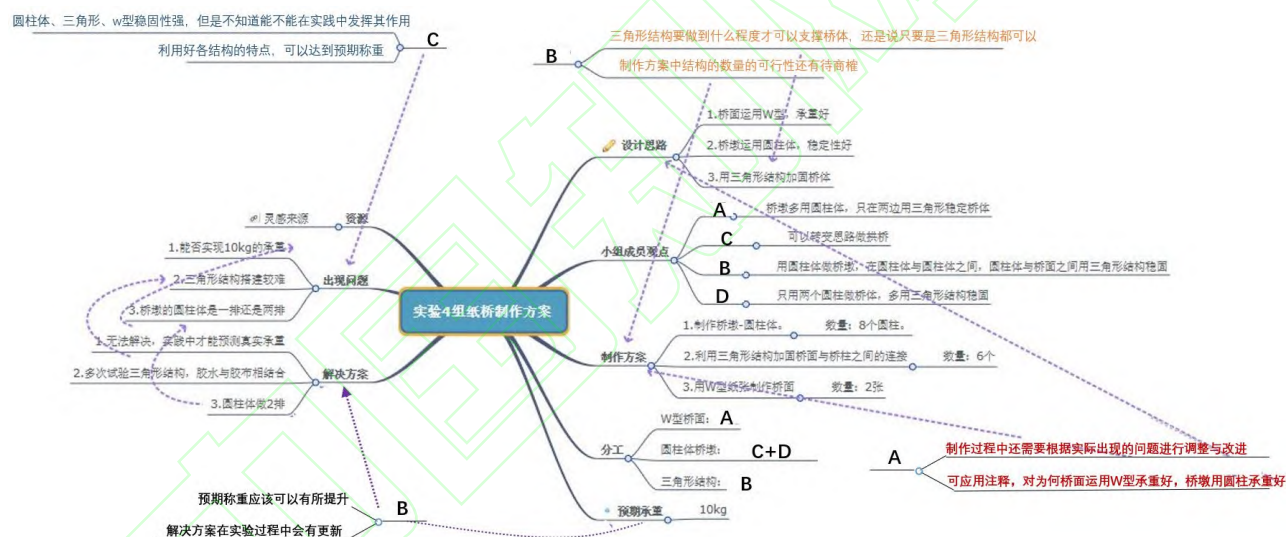 圆柱体、三角形、w型稳固性强，但是不知道能不能在实践中发挥其作用
利用好各结构的特点，可以达到预期称重
C
B
三角形结构要做到什么程度才可以支撑桥体，还是说只要是三角形结构都可以
制作方案中结构的数量的可行性还有待商榷
设计思路
1.桥面运用W型，承重好
2.桥墩运用圆柱体，稳定性好
3.用三角形结构加固桥体
小组成员观点
A 桥墩多用圆柱体，只在两边用三角形稳定桥体
C 可以转变思路做拱桥
B 用圆柱体做桥墩，在圆柱体与圆柱体之间，圆柱体与桥面之间用三角形结构稳固
D 只用两个圆柱做桥体，多用三角形结构稳固
灵感来源 资源
出现问题
1.能否实现10kg的承重
2.三角形结构搭建较难
3.桥墩的圆柱体是一排还是两排
实验4组纸桥制作方案
解决方案
1.无法解决，实践中才能预测真实承重
2.多次试验三角形结构，胶水与胶布相结合
3.圆柱体做2排
制作方案
1.制作桥墩-圆柱体。 数量：8个圆柱。
2.利用三角形结构加固桥面与桥柱之间的连接 数量：6个
3.用W型纸张制作桥面 数量：2张
分工
W型桥面： A
圆柱体桥墩： C+D
三角形结构： B
预期承重 10kg
A
制作过程中还需要根据实际出现的问题进行调整与改进
可应用注释，对为何桥面运用W型承重好，桥墩用圆柱承重好
预期称重应该可以有所提升
B
解决方案在实验过程中会有更新